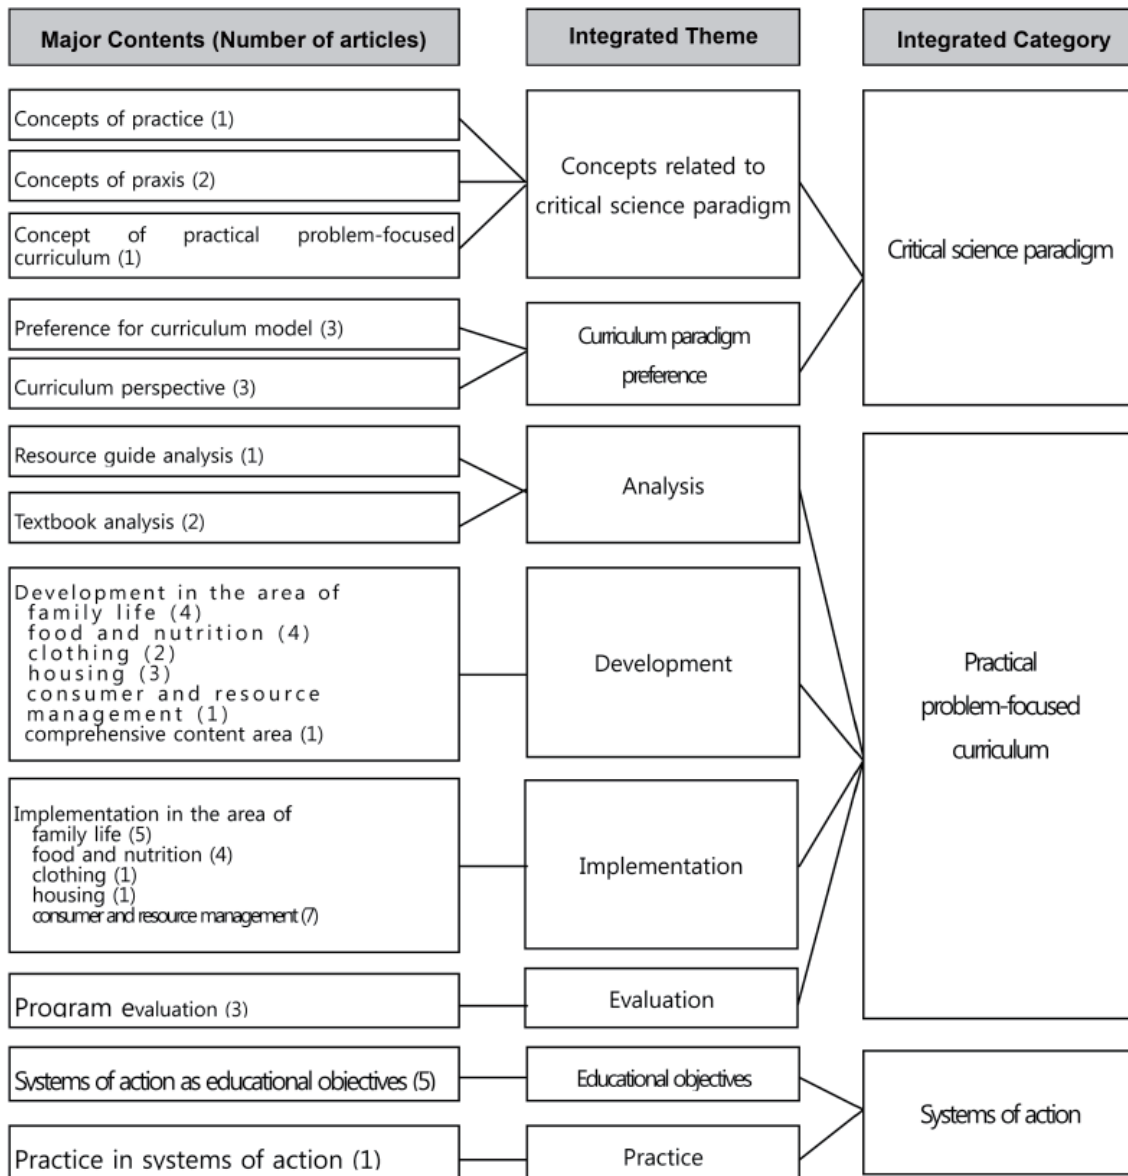 Major Contents (Number of articles)
Integrated Theme
Integrated Category
Concepts of practice (1)
Concepts of praxis (2)
Concept of practical problem-focused
curriculum (1)
Concepts related to
critical science paradigm
Critical science paradigm
Preference for curriculum model (3)
Curriculum perspective (3)
Curriculum paradigm
preference
Resource guide analysis (1)
Textbook analysis (2)
Analysis
Development in the area of
family life (4)
food and nutrition (4)
clothing (2)
housing (3)
consumer and resource
management (1)
comprehensive content area (1)
Development
Practical
problem-focused
curriculum
Implementation in the area of
family life (5)
food and nutrition (4)
clothing (1)
housing (1)
consumer and resource management (7)
Implementation
Program evaluation (3)
Evaluation
Systems of action as educational objectives (5)
Educational objectives
Systems of action
Practice in systems of action (1)
Practice